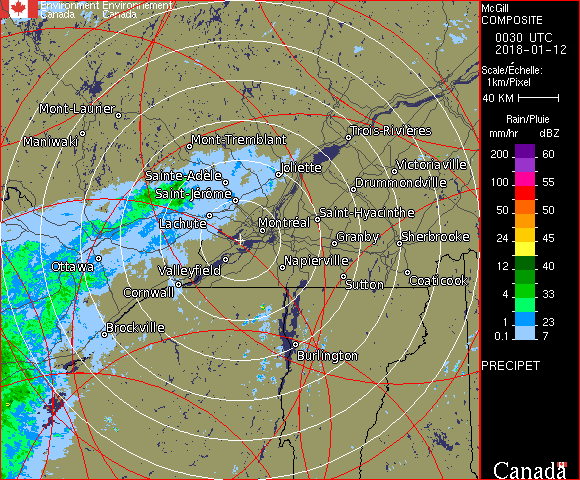 Environment Environnement
Canada Canada
McGill
COMPOSITE
0030 UTC
2018-01-12
Scale/Échelle:
1km/Pixel
40 KM
Rain/Pluie
mm/hr dBZ
200 60
100 55
50 50
24 45
12 40
4 33
1 23
0.1 7
PRECIPET
Canada
Mont-Laurier
Maniwaki
Mont-Tremblant
Trois-Rivières
Sainte-Adèle
Joliette
Victoriaville
Saint-Jérôme
Drummondville
Lachute
Montréal
Saint-Hyacinthe
Granby
Sherbrooke
Ottawa
Valleyfield
Napierville
Cornwall
Sutton
Coaticook
Brockville
Burlington